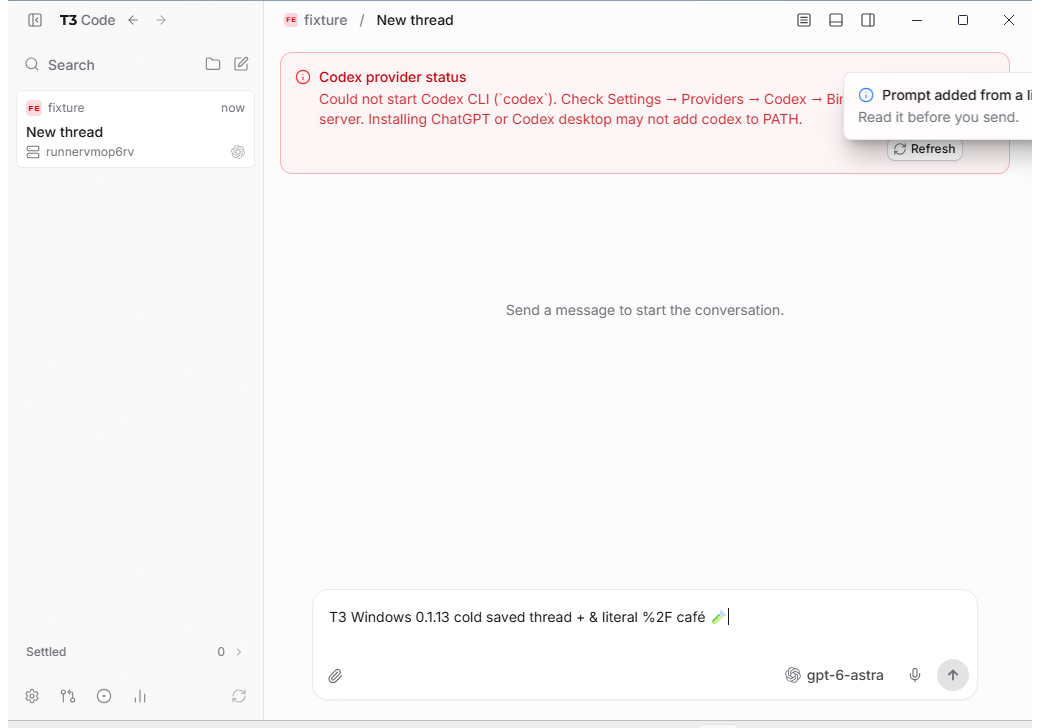 T3 Code
FE fixture / New thread
Search
FE fixture now
New thread
runnervmop6rv
Codex provider status
Could not start Codex CLI (`codex`). Check Settings → Providers → Codex →
server. Installing ChatGPT or Codex desktop may not add codex to PATH.
Prompt added from a
Read it before you send.
Refresh
Send a message to start the conversation.
T3 Windows 0.1.13 cold saved thread + & literal %2F café 🧪
gpt-6-astra
Settled 0